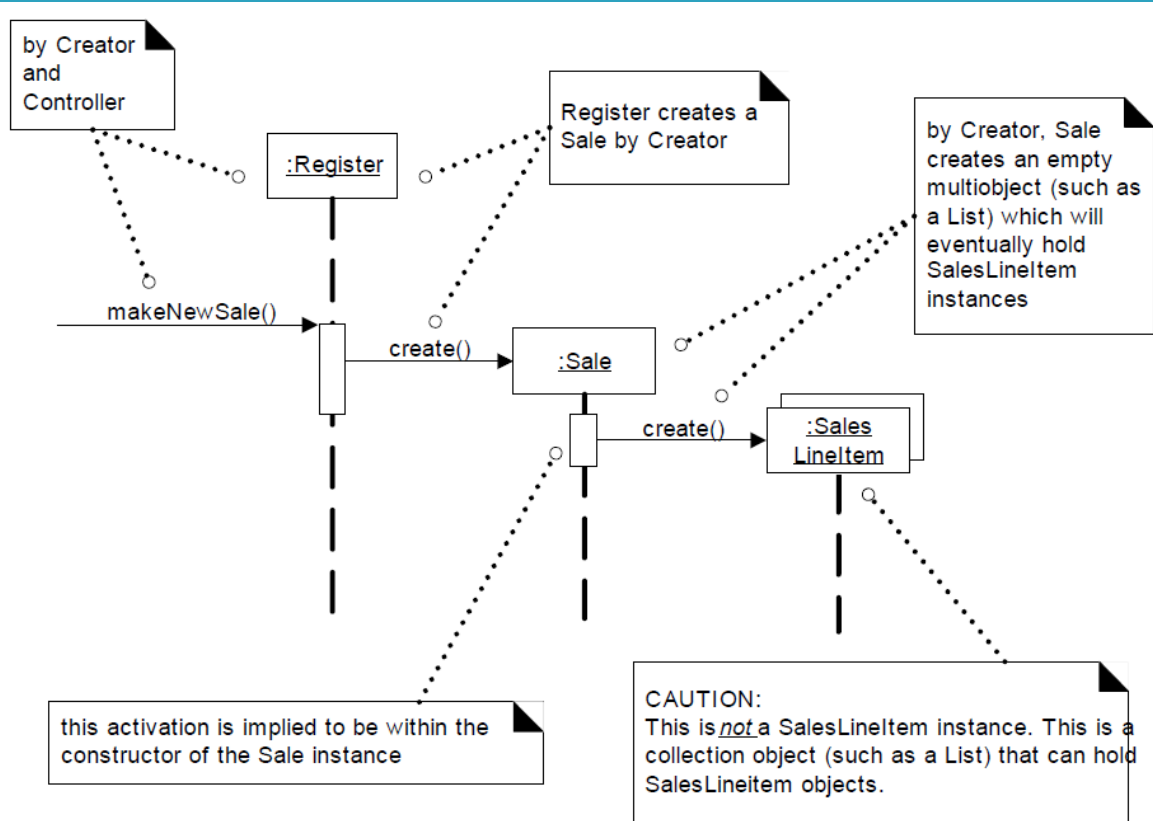 by Creator
and
Controller
Register creates a
Sale by Creator
by Creator, Sale
creates an empty
multiobject (such as
a List) which will
eventually hold
SalesLineItem
instances
:Register
makeNewSale()
create()
:Sale
create()
:Sales
LineItem
this activation is implied to be within the
constructor of the Sale instance
CAUTION:
This is not a SalesLineItem instance. This is a
collection object (such as a List) that can hold
SalesLineitem objects.